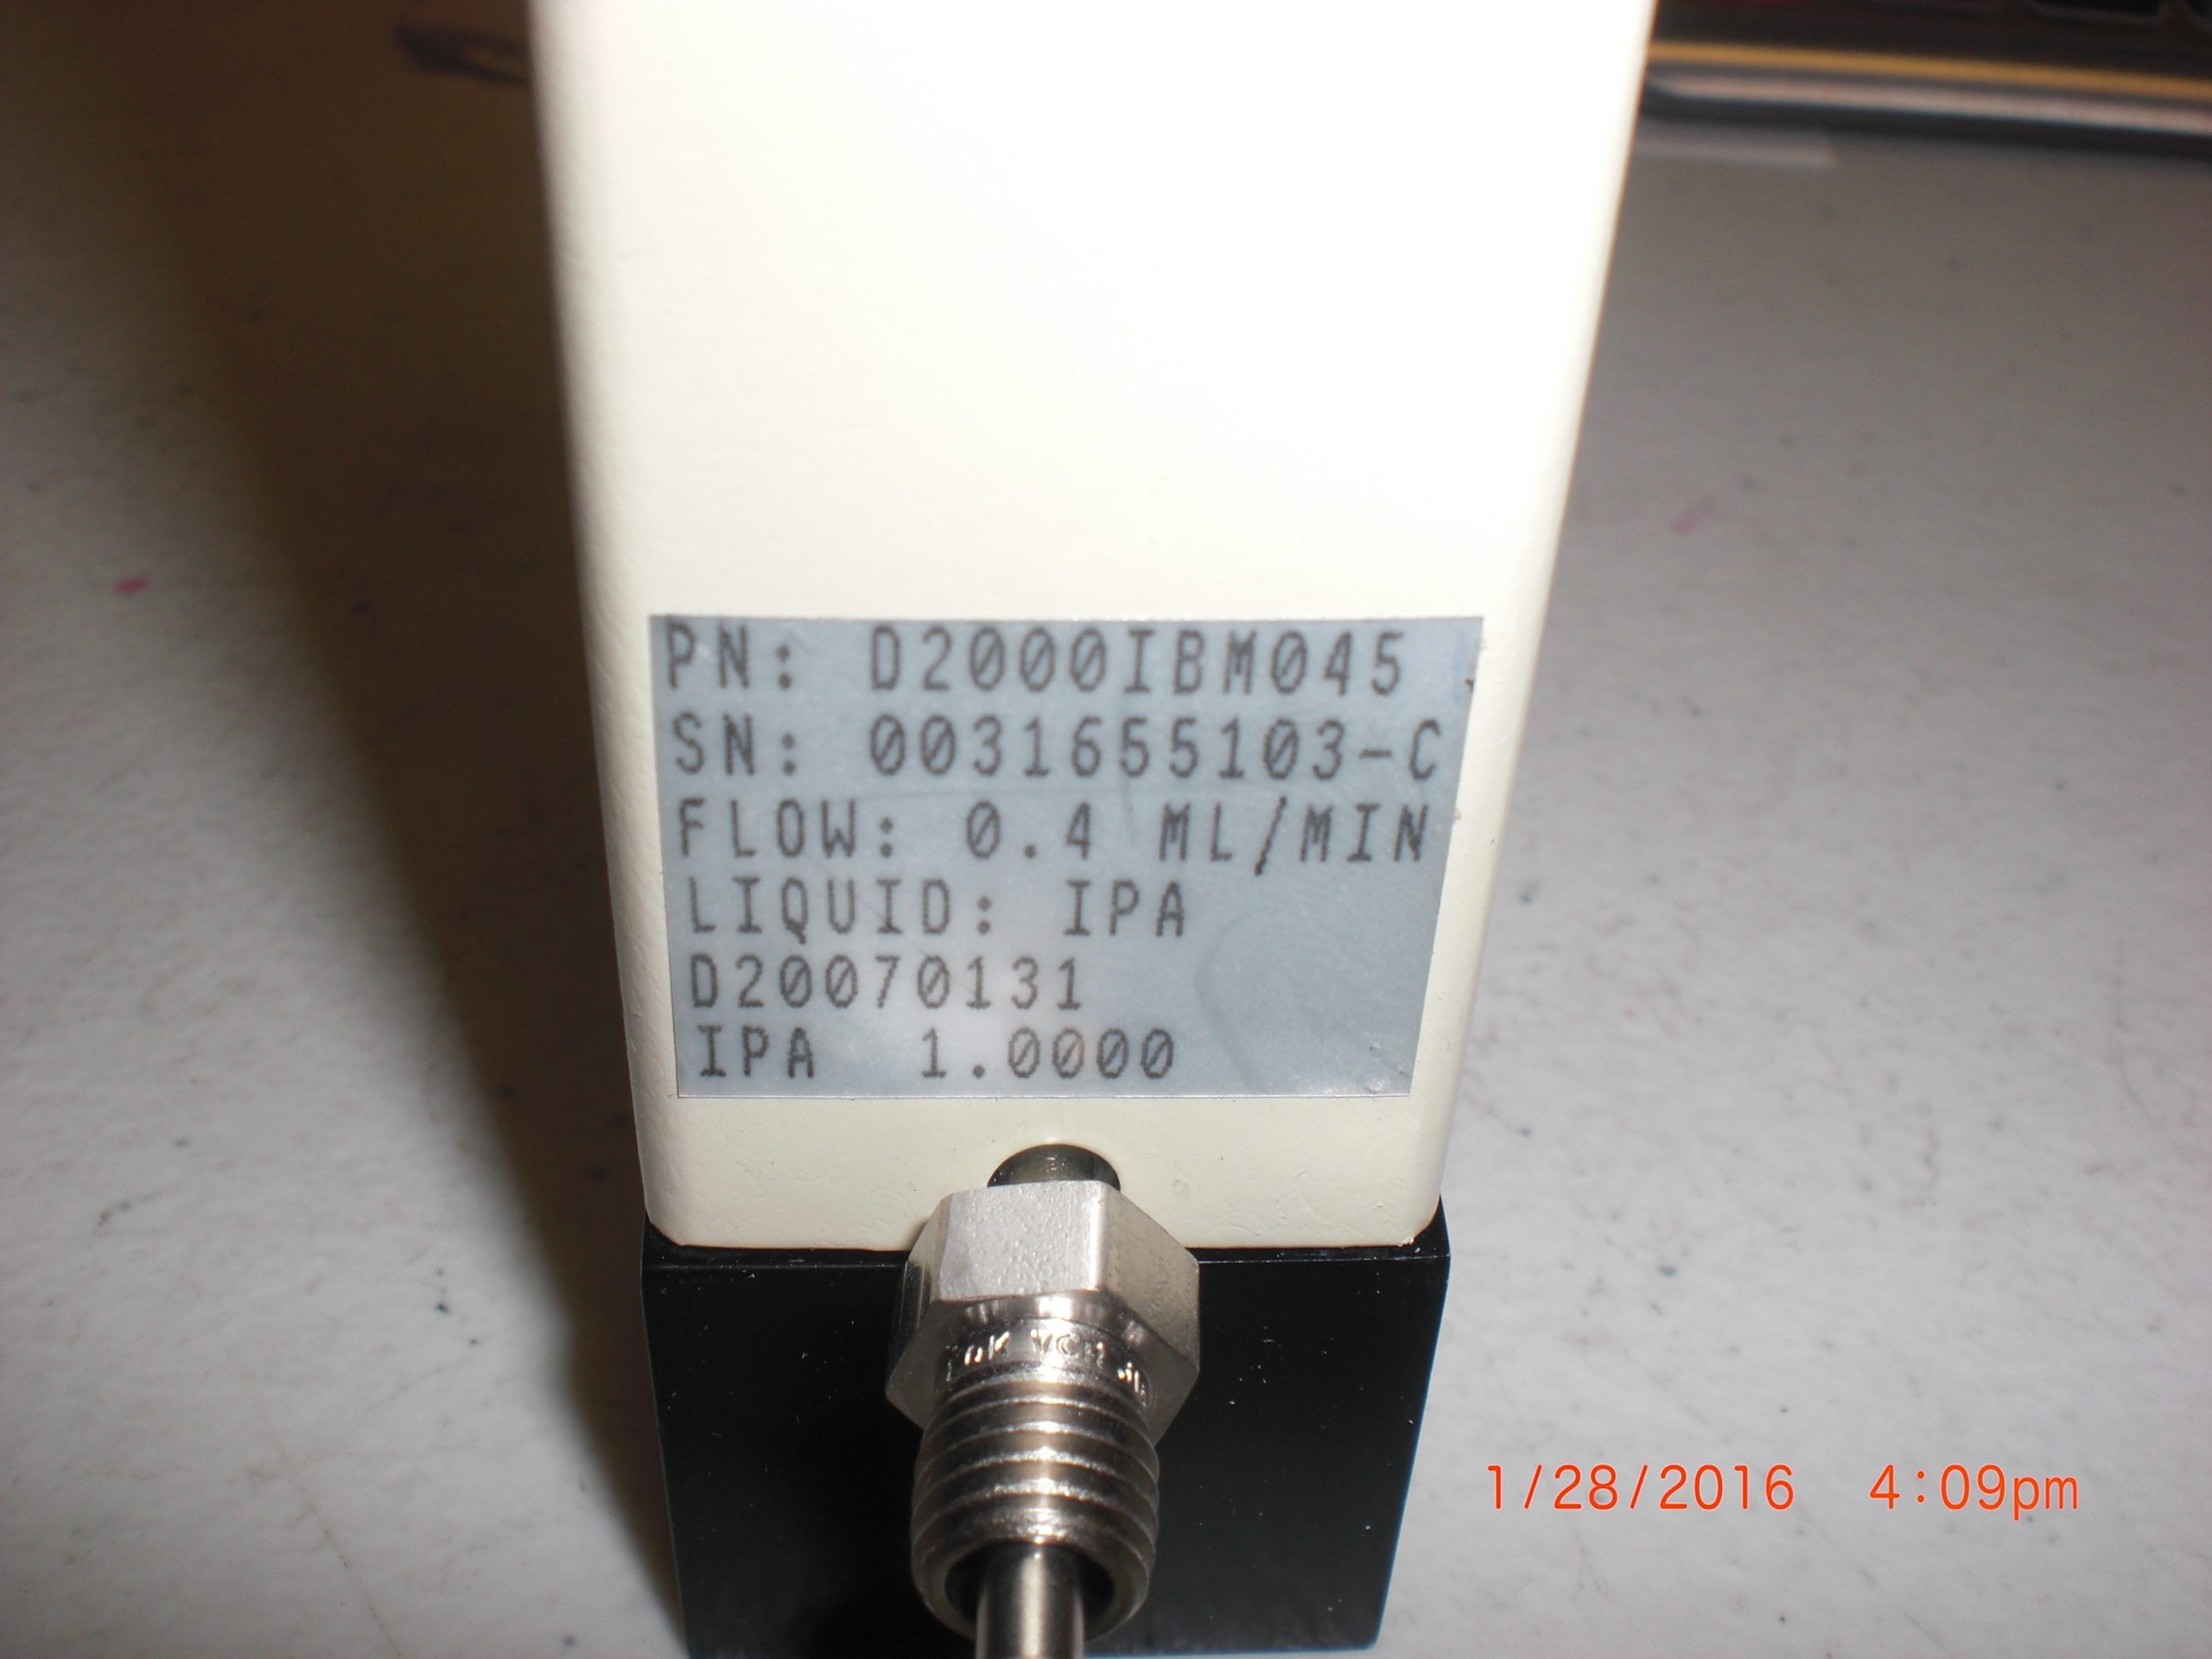 PN: D2000IBM045
SN: 0031655103-C
FLOW: 0.4 ML/MIN
LIQUID: IPA
D20070131
IPA 1.0000
VCR
1/28/2016 4:09pm